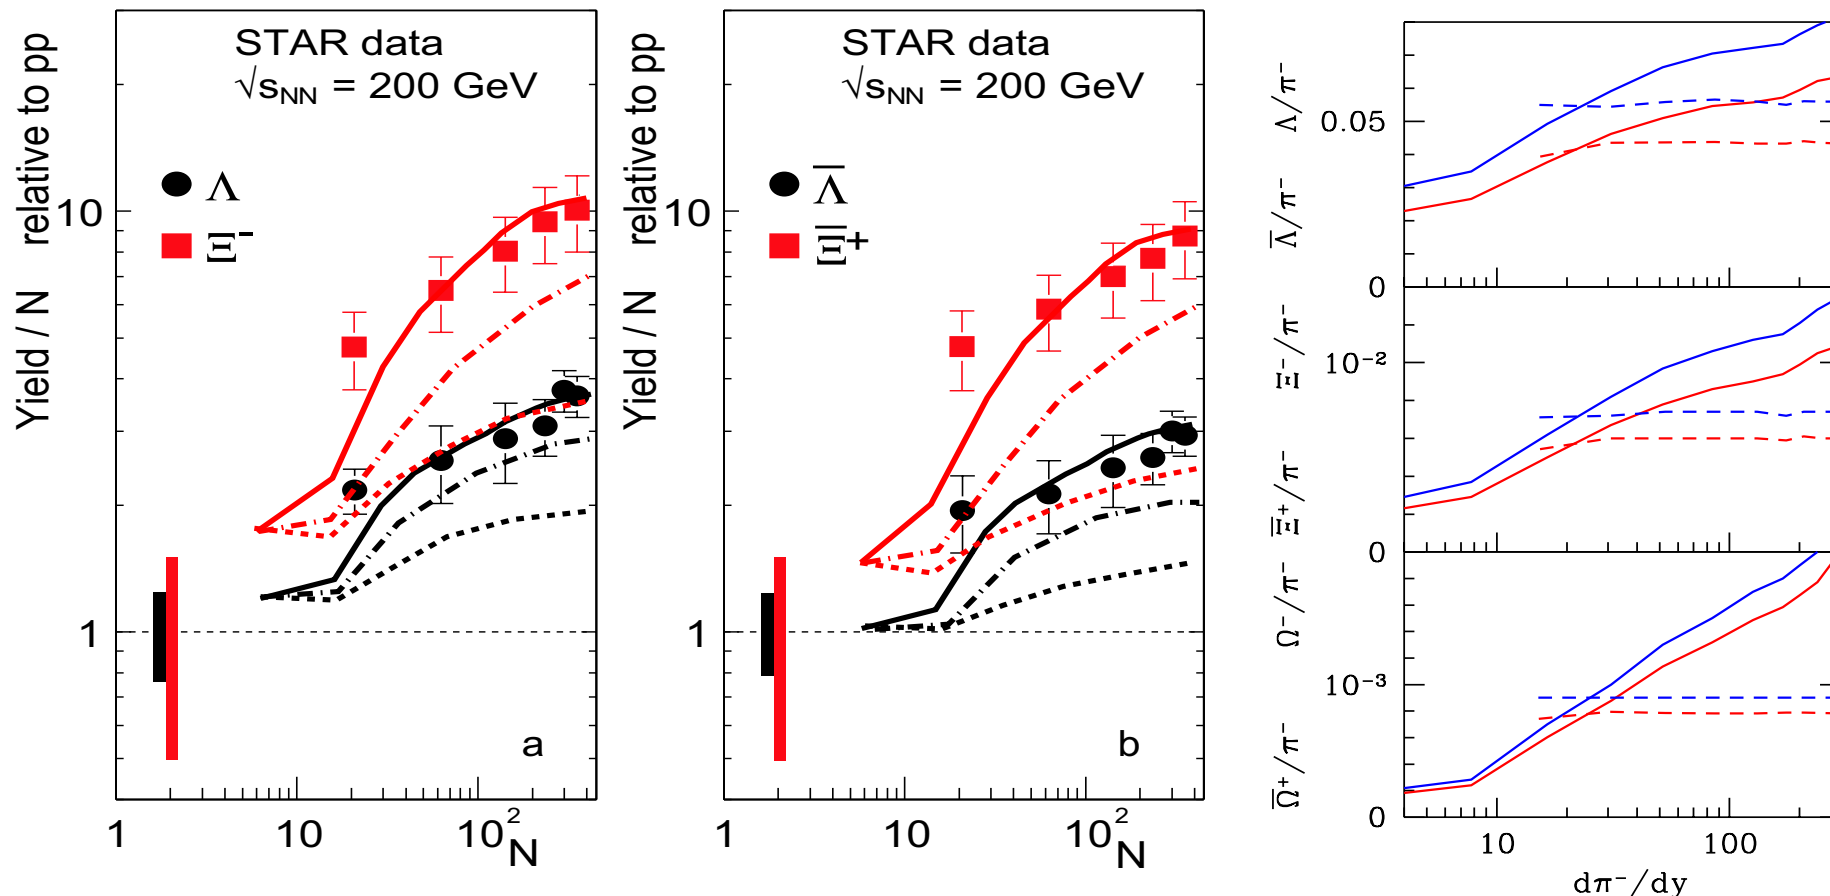 STAR data
√sNN = 200 GeV
Λ
Ξ-
Yield / N relative to pp
10
1
a
1 10 10² N
STAR data
√sNN = 200 GeV
Λ̅
Ξ̅+
Yield / N relative to pp
10
1
b
1 10 10² N
Λ̅/π⁻ Λ/π⁻
0.05
0
Ξ̅⁺/π⁻ Ξ⁻/π⁻
10⁻²
0
Ω̅⁺/π⁻ Ω⁻/π⁻
10⁻³
0
10 100
dπ⁻/dy